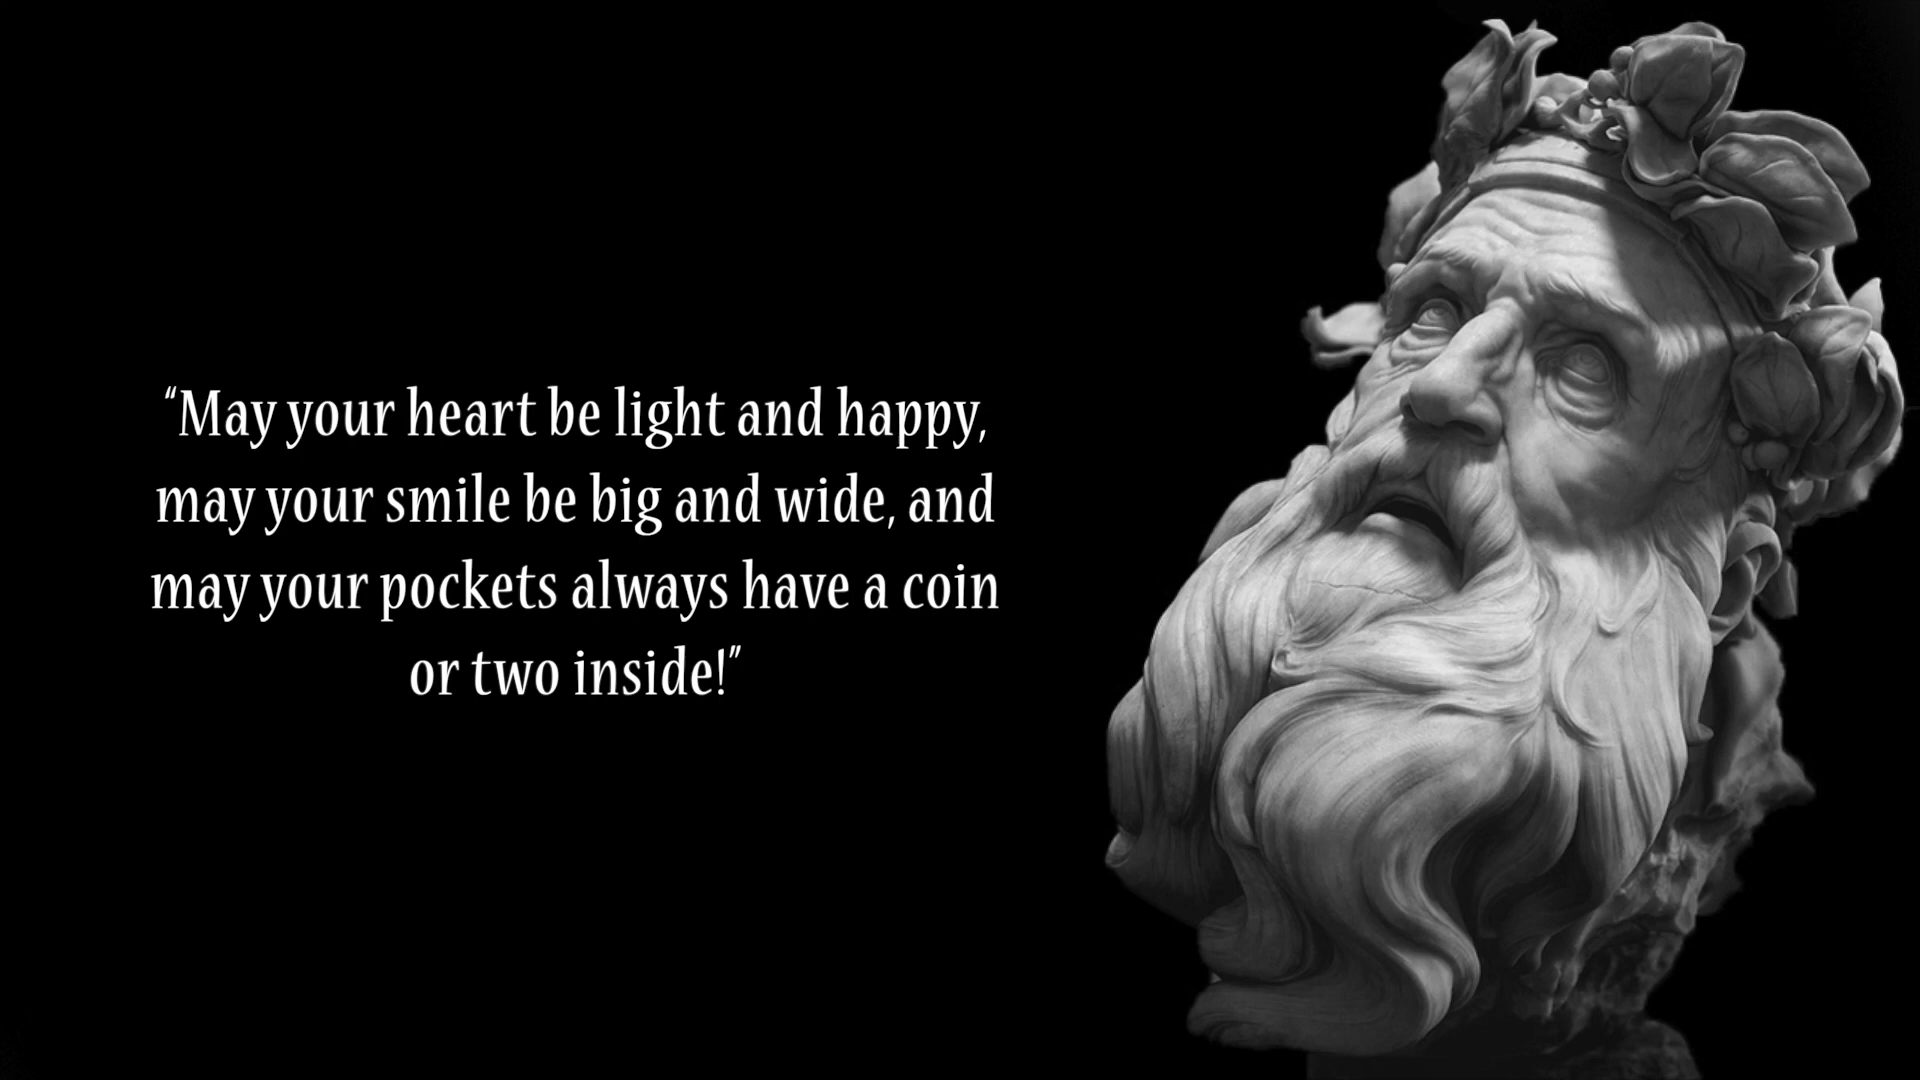 “May your heart be light and happy,
may your smile be big and wide, and
may your pockets always have a coin
or two inside!”